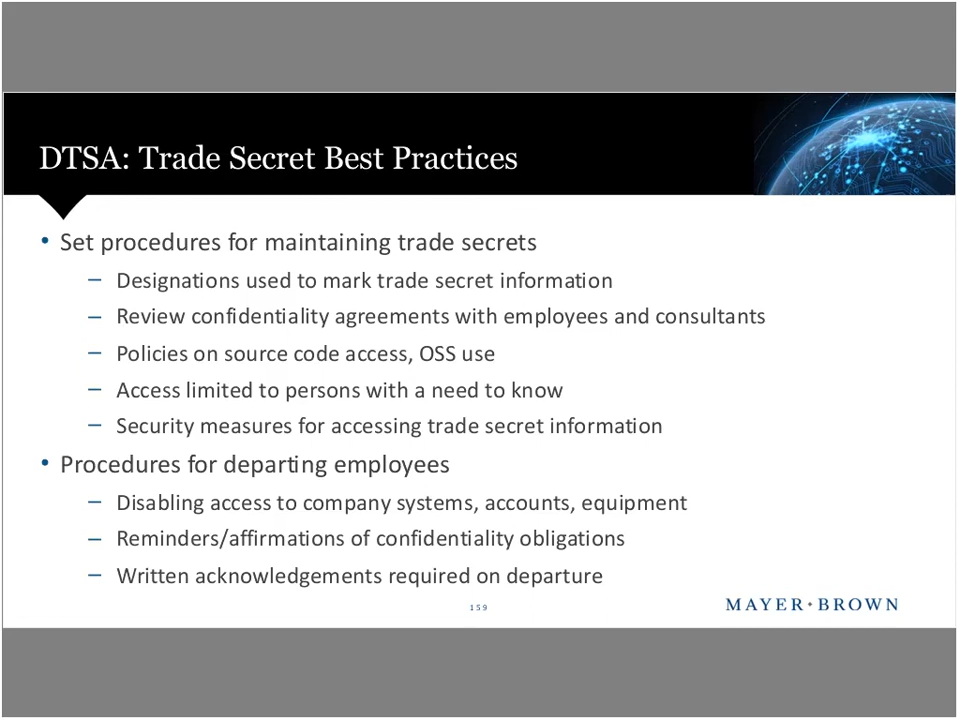 DTSA: Trade Secret Best Practices
• Set procedures for maintaining trade secrets
– Designations used to mark trade secret information
– Review confidentiality agreements with employees and consultants
– Policies on source code access, OSS use
– Access limited to persons with a need to know
– Security measures for accessing trade secret information
• Procedures for departing employees
– Disabling access to company systems, accounts, equipment
– Reminders/affirmations of confidentiality obligations
– Written acknowledgements required on departure
159
MAYER•BROWN